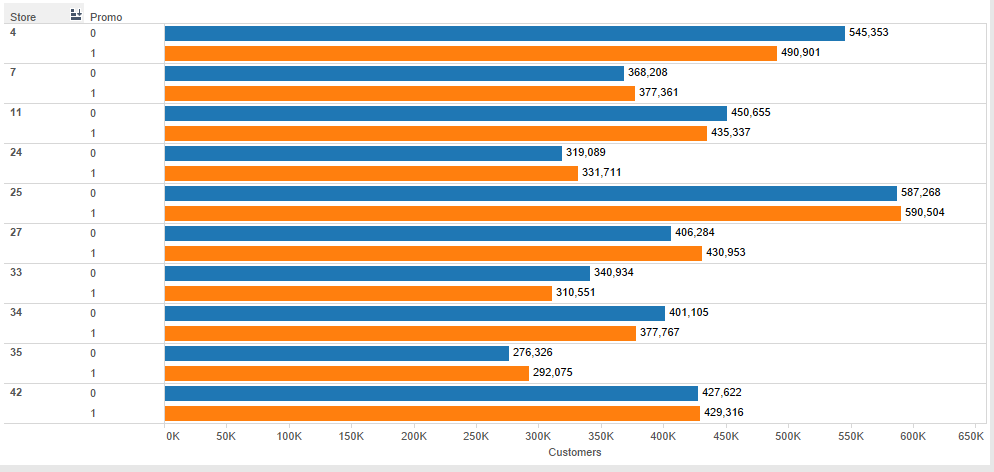 Store Promo
4 0 545,353
1 490,901
7 0 368,208
1 377,361
11 0 450,655
1 435,337
24 0 319,089
1 331,711
25 0 587,268
1 590,504
27 0 406,284
1 430,953
33 0 340,934
1 310,551
34 0 401,105
1 377,767
35 0 276,326
1 292,075
42 0 427,622
1 429,316
0K 50K 100K 150K 200K 250K 300K 350K 400K 450K 500K 550K 600K 650K
Customers